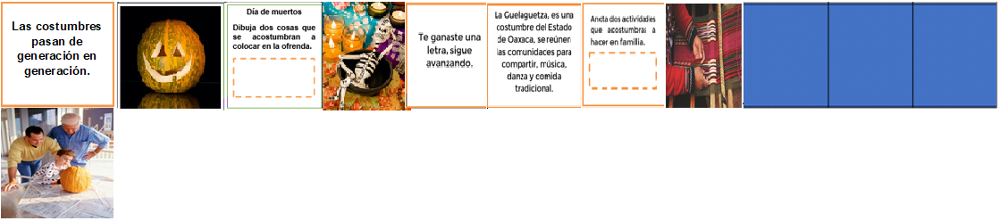 Las costumbres
pasan de
generación en
generación.
Día de muertos
Dibuja dos cosas que
se acostumbran a
colocar en la ofrenda.
Te ganaste una
letra, sigue
avanzando.
La Guelaguetza, es una
costumbre del Estado
de Oaxaca, se reúnen
las comunidades para
compartir, música,
danza y comida
tradicional.
Anota dos actividades
que acostumbras a
hacer en familia.